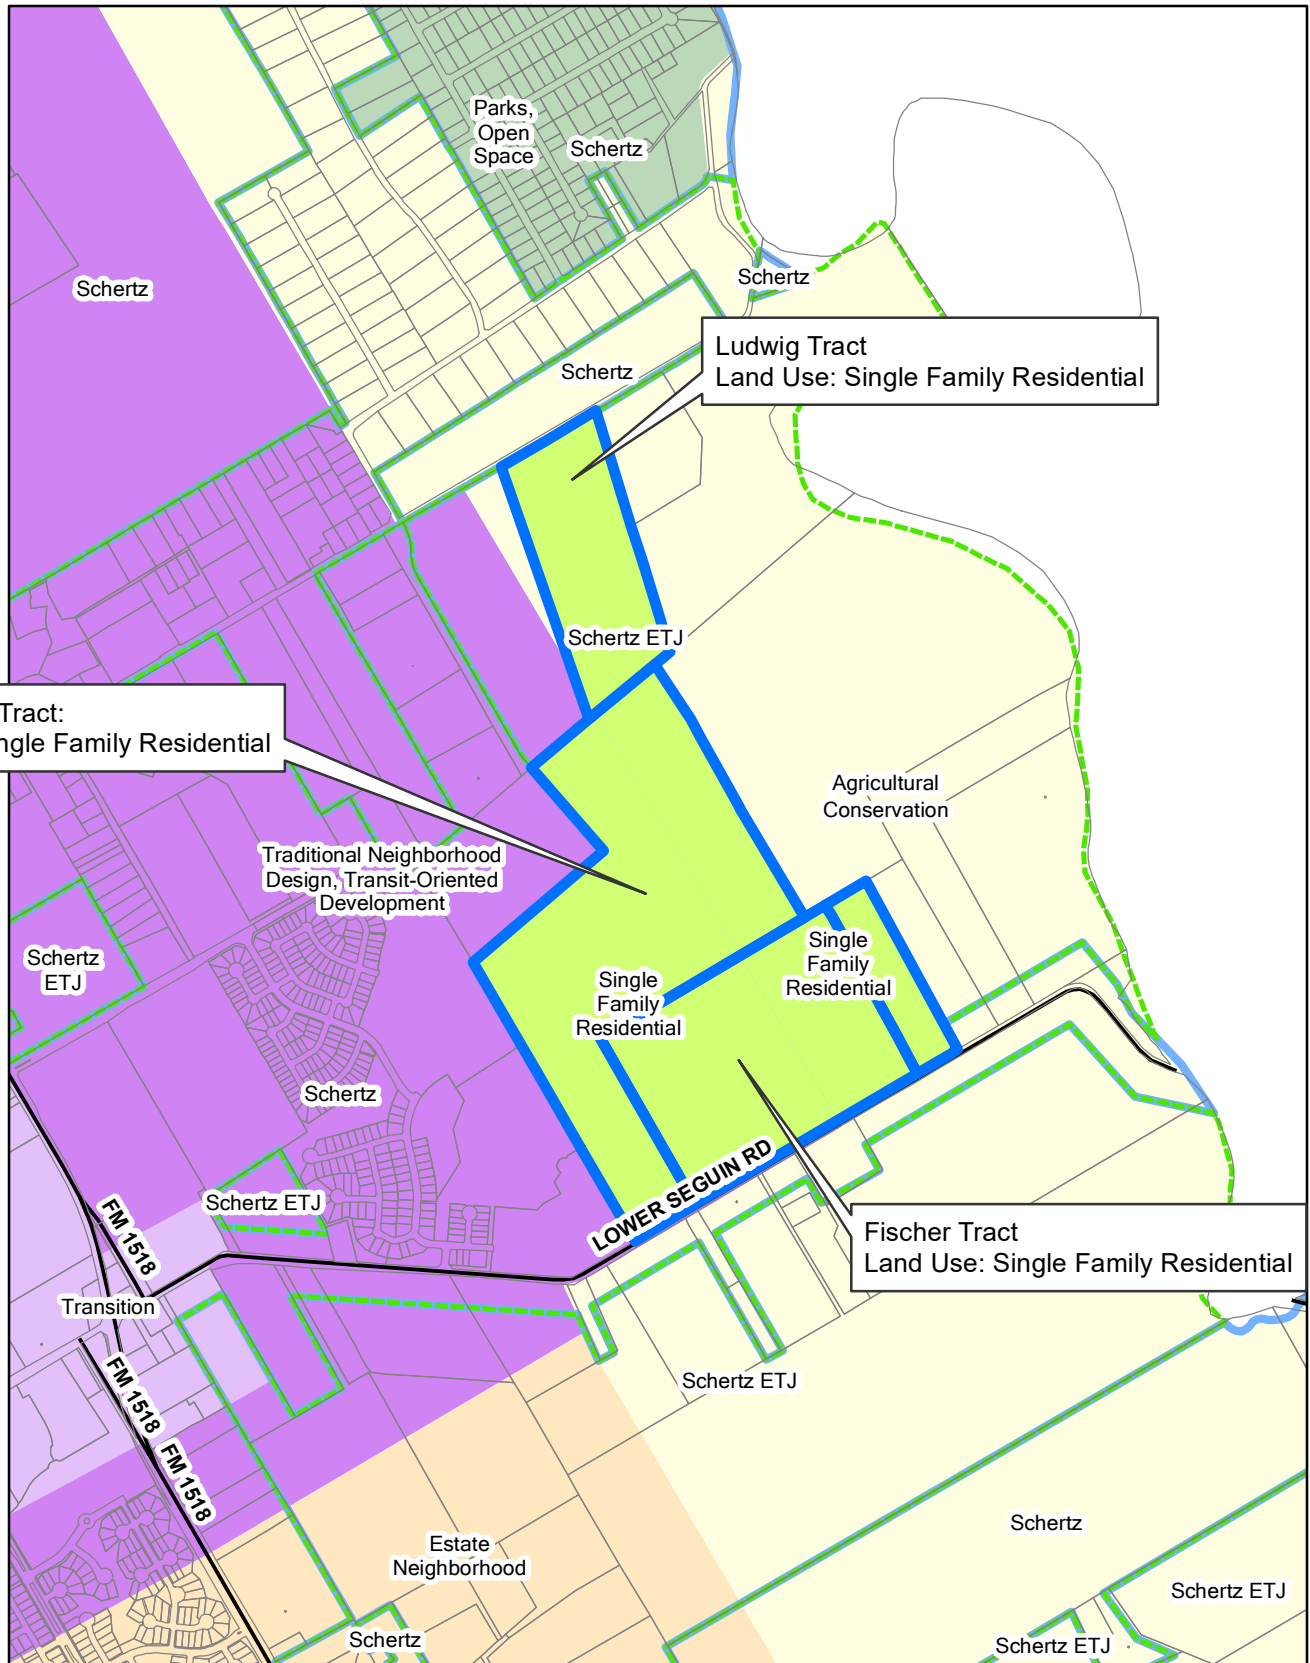 Parks,
Open
Space
Schertz
Schertz
Schertz
Ludwig Tract
Land Use: Single Family Residential
Schertz
Schertz ETJ
Tract:
ngle Family Residential
Agricultural
Conservation
Traditional Neighborhood
Design, Transit-Oriented
Development
Schertz
ETJ
Single
Family
Residential
Single
Family
Residential
Schertz
LOWER SEGUIN RD
Schertz ETJ
FM 1518
Fischer Tract
Land Use: Single Family Residential
Transition
FM 1518
Schertz ETJ
FM 1518
Schertz
Estate
Neighborhood
Schertz ETJ
Schertz
Schertz ETJ